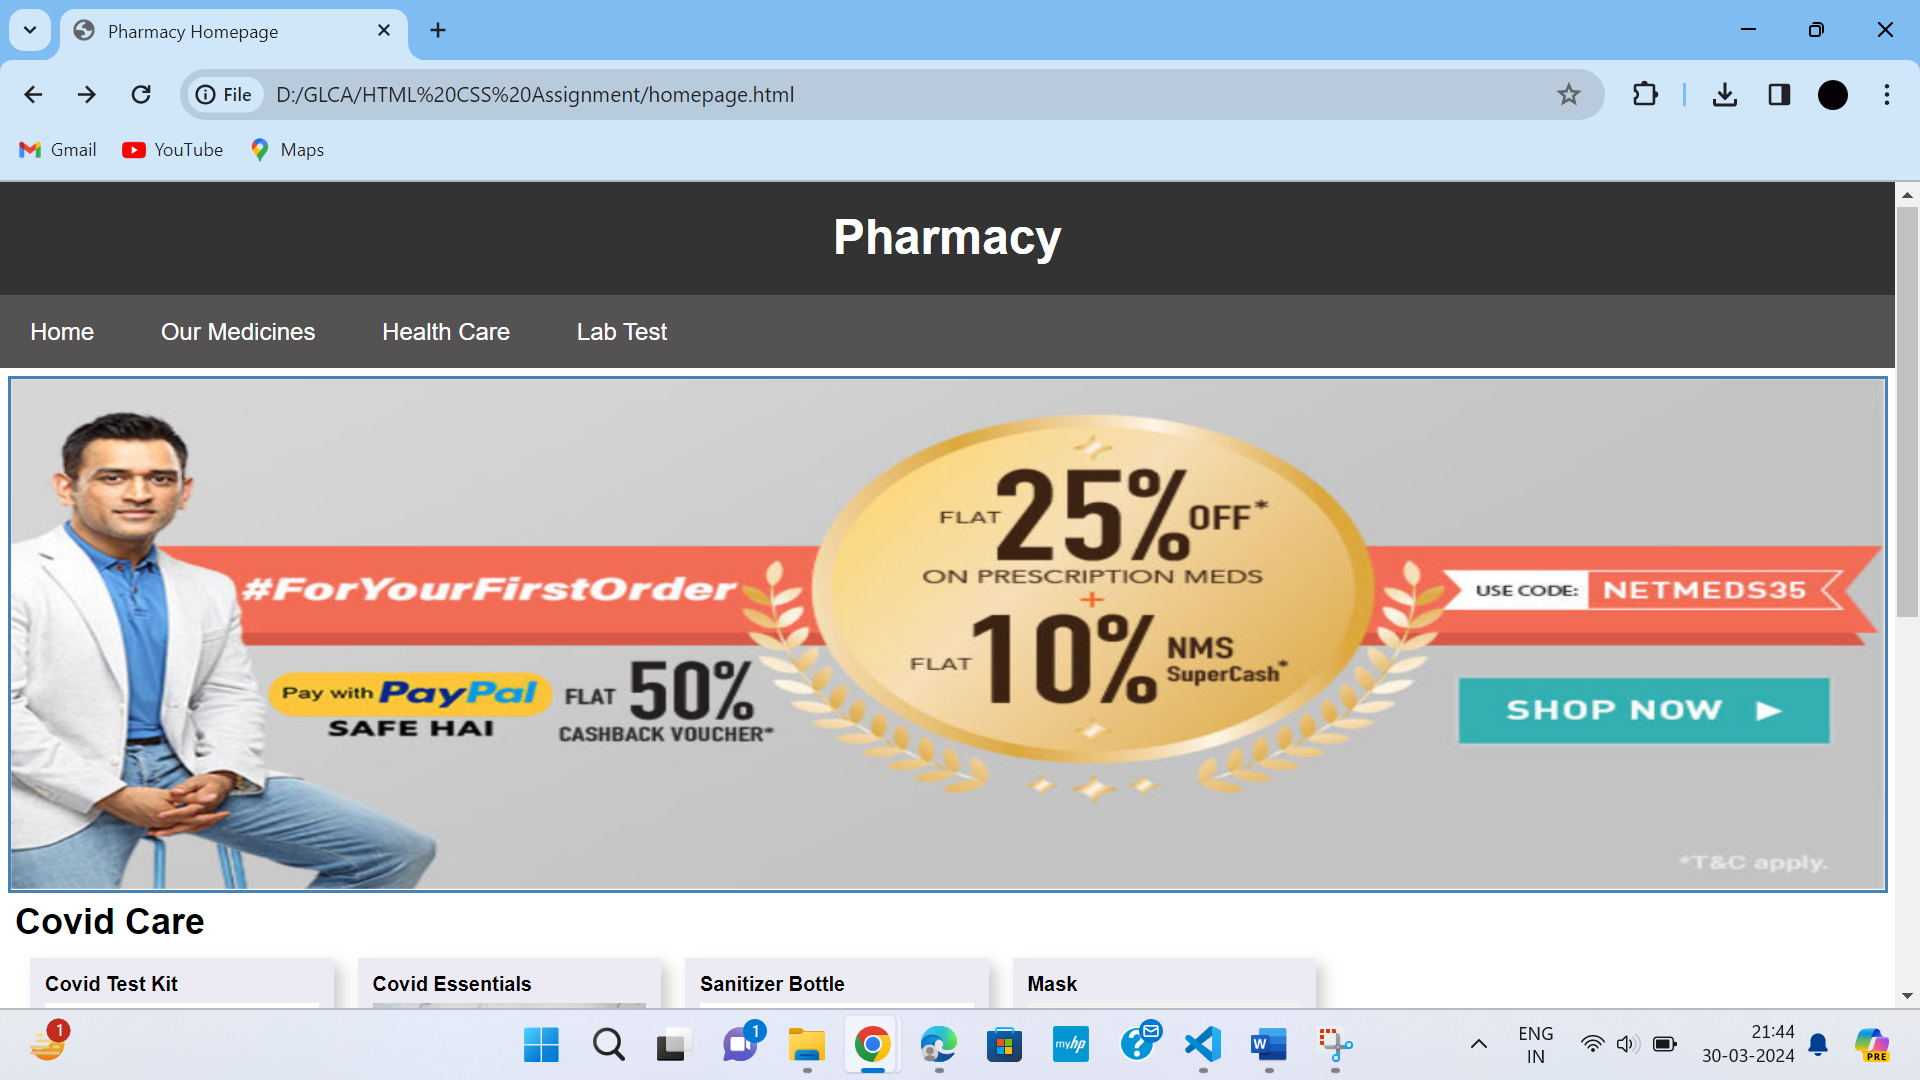 Pharmacy Homepage
File D:/GLCA/HTML%20CSS%20Assignment/homepage.html
Gmail YouTube Maps
Pharmacy
Home Our Medicines Health Care Lab Test
FLAT 25% OFF*
ON PRESCRIPTION MEDS
+
FLAT 10% NMS SuperCash*
#ForYourFirstOrder
USE CODE: NETMEDS35
Pay with PayPal
SAFE HAI
FLAT 50%
CASHBACK VOUCHER*
SHOP NOW
*T&C apply.
Covid Care
Covid Test Kit Covid Essentials Sanitizer Bottle Mask
1
1
myhp
W
ENG
IN
21:44
30-03-2024
PRE